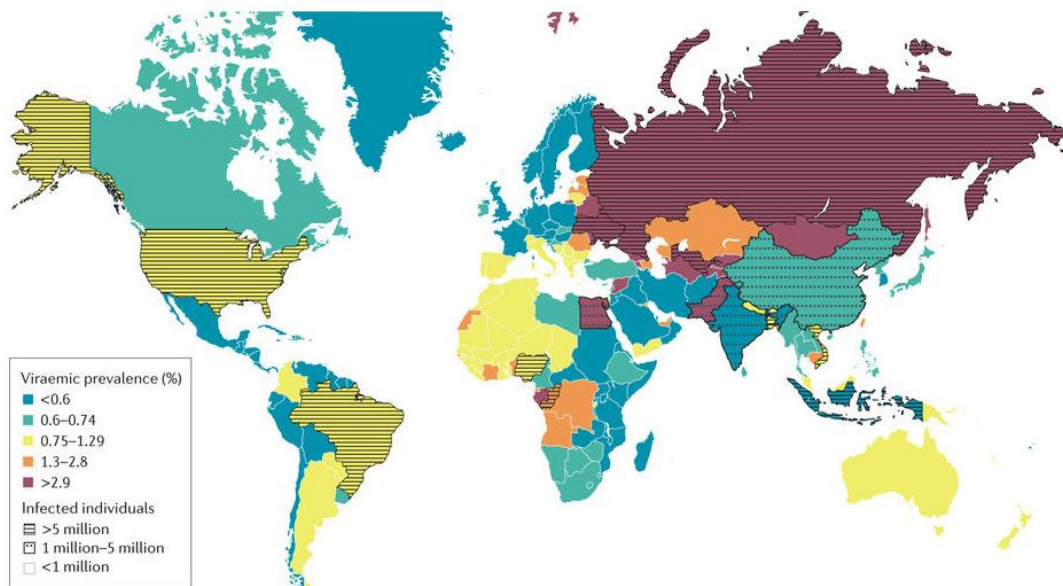 Viraemic prevalence (%)
<0.6
0.6–0.74
0.75–1.29
1.3–2.8
>2.9
Infected individuals
>5 million
1 million–5 million
<1 million